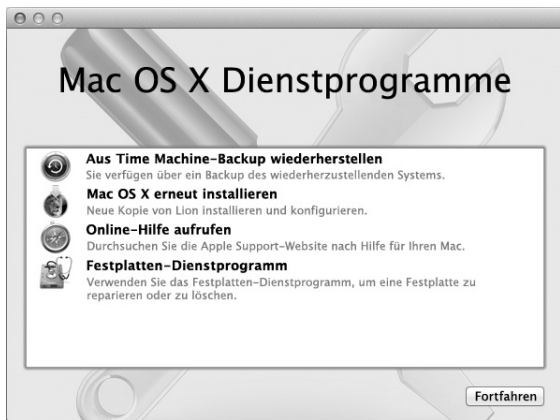 Mac OS X Dienstprogramme
Aus Time Machine-Backup wiederherstellen
Sie verfügen über ein Backup des wiederherzustellenden Systems.
Mac OS X erneut installieren
Neue Kopie von Lion installieren und konfigurieren.
Online-Hilfe aufrufen
Durchsuchen Sie die Apple Support-Website nach Hilfe für Ihren Mac.
Festplatten-Dienstprogramm
Verwenden Sie das Festplatten-Dienstprogramm, um eine Festplatte zu
reparieren oder zu löschen.
Fortfahren